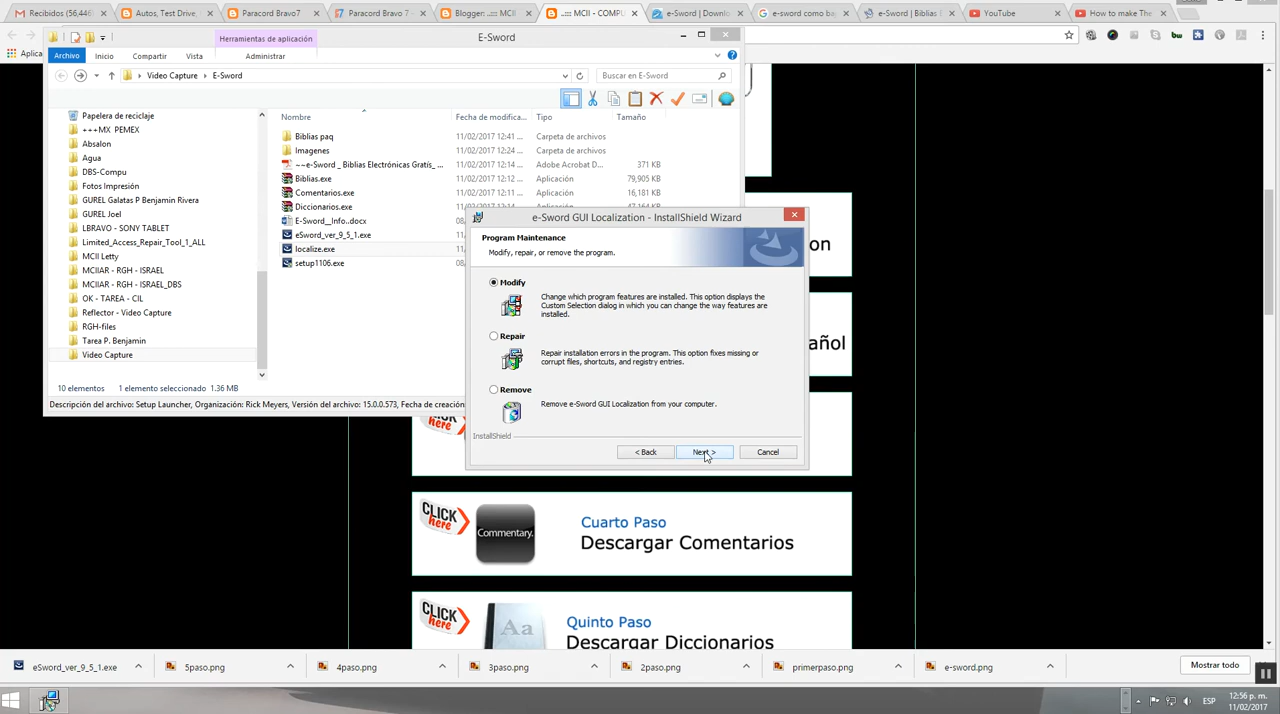 Recibidos (56,446)
Autos, Test Drive,
Paracord Bravo7
Paracord Bravo 7 -
Blogger: ..:::: MCII
..:::: MCII - COMPU
e-Sword | Downlo
e-sword como ba
e-Sword | Biblias E
YouTube
How to make The
Aplica
Herramientas de aplicación
E-Sword
Archivo
Inicio
Compartir
Vista
Administrar
Video Capture
E-Sword
Buscar en E-Sword
Nombre
Fecha de modifica...
Tipo
Tamaño
Papelera de reciclaje
+++MX PEMEX
Absalon
Agua
DBS-Compu
Fotos Impresión
GUREL Galatas P Benjamin Rivera
GUREL Joel
LBRAVO - SONY TABLET
Limited_Access_Repair_Tool_1_ALL
MCII Letty
MCIIAR - RGH - ISRAEL
MCIIAR - RGH - ISRAEL_DBS
OK - TAREA - CIL
Reflector - Video Capture
RGH-files
Tarea P. Benjamin
Video Capture
Biblias paq 11/02/2017 12:41 ... Carpeta de archivos
Imagenes 11/02/2017 12:24 ... Carpeta de archivos
~~e-Sword _ Biblias Electrónicas Gratis_ ... 11/02/2017 12:14 ... Adobe Acrobat D... 371 KB
Biblias.exe 11/02/2017 12:12 ... Aplicación 79,905 KB
Comentarios.exe 11/02/2017 12:11 ... Aplicación 16,181 KB
Diccionarios.exe 11/02/2017 12:14 ... Aplicación 47,164 KB
E-Sword__Info..docx
eSword_ver_9_5_1.exe
localize.exe
setup1106.exe
10 elementos 1 elemento seleccionado 1.36 MB
Descripción del archivo: Setup Launcher, Organización: Rick Meyers, Versión del archivo: 15.0.0.573, Fecha de creación
e-Sword GUI Localization - InstallShield Wizard
Program Maintenance
Modify, repair, or remove the program.
Modify
Change which program features are installed. This option displays the
Custom Selection dialog in which you can change the way features are
installed.
Repair
Repair installation errors in the program. This option fixes missing or
corrupt files, shortcuts, and registry entries.
Remove
Remove e-Sword GUI Localization from your computer.
InstallShield
< Back
Next >
Cancel
on
añol
here
CLICK
here
Commentary.
Cuarto Paso
Descargar Comentarios
CLICK
here
Aa
Quinto Paso
Descargar Diccionarios
eSword_ver_9_5_1.exe
5paso.png
4paso.png
3paso.png
2paso.png
primerpaso.png
e-sword.png
Mostrar todo
ESP
12:56 p. m.
11/02/2017